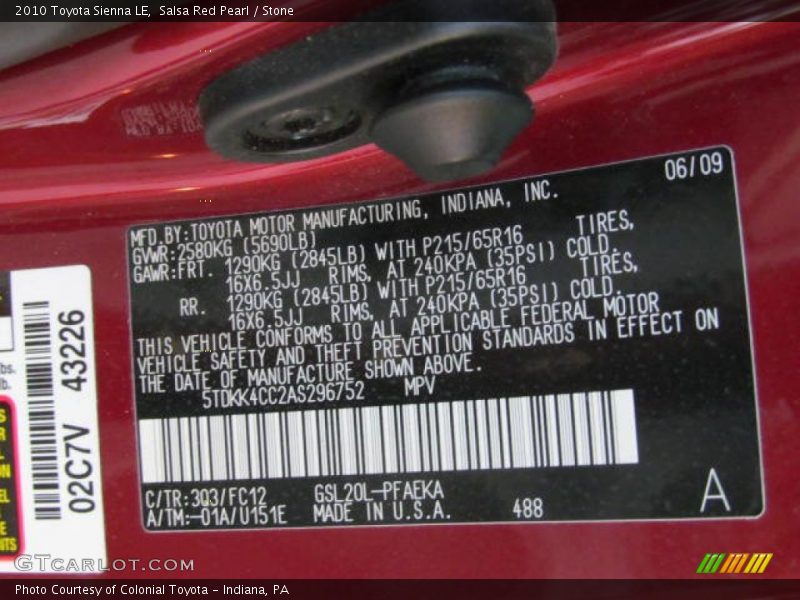 2010 Toyota Sienna LE, Salsa Red Pearl / Stone
06/09
MFD.BY:TOYOTA MOTOR MANUFACTURING, INDIANA, INC.
GVWR:2580KG (5690LB)
GAWR:FRT. 1290KG (2845LB) WITH P215/65R16 TIRES,
16X6.5JJ RIMS, AT 240KPA (35PSI) COLD.
RR. 1290KG (2845LB) WITH P215/65R16 TIRES,
16X6.5JJ RIMS, AT 240KPA (35PSI) COLD.
THIS VEHICLE CONFORMS TO ALL APPLICABLE FEDERAL MOTOR
VEHICLE SAFETY AND THEFT PREVENTION STANDARDS IN EFFECT ON
THE DATE OF MANUFACTURE SHOWN ABOVE.
5TDKK4CC2AS296752 MPV
C/TR:3Q3/FC12 GSL20L-PFAEKA
A/TM:-01A/U151E MADE IN U.S.A. 488
A
02C7V 43226
GTcarlot.com
Photo Courtesy of Colonial Toyota - Indiana, PA